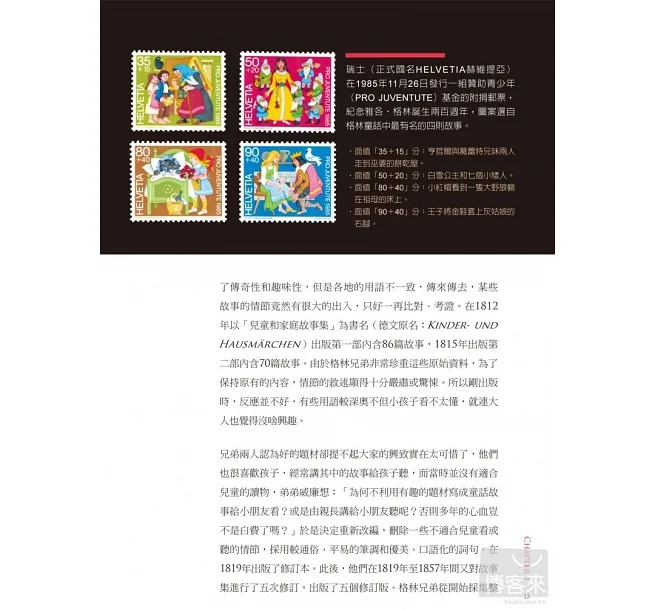 35
+15
HELVETIA
PRO JUVENTUTE 1985
50
+20
HELVETIA
PRO JUVENTUTE 1985
80
+40
HELVETIA
PRO JUVENTUTE 1985
90
+40
HELVETIA
PRO JUVENTUTE 1985
瑞士（正式國名HELVETIA赫維提亞）
在1985年11月26日發行一組贊助青少年
（PRO JUVENTUTE）基金的附捐郵票，
紀念雅各．格林誕生兩百週年，圖案選自
格林童話中最有名的四則故事。
．面值「35＋15」分：亨哲爾與葛蕾特兄妹兩人
走到巫婆的餅乾屋。
．面值「50＋20」分：白雪公主和七個小矮人。
．面值「80＋40」分：小紅帽看到一隻大野狼躺
在祖母的床上。
．面值「90＋40」分：王子將金鞋套上灰姑娘的
右腳。
了傳奇性和趣味性，但是各地的用語不一致，傳來傳去，某些
故事的情節竟然有很大的出入，只好一再比對、考證。在1812
年以「兒童和家庭故事集」為書名（德文原名：KINDER- UND
HAUSMÄRCHEN）出版第一部內含86篇故事，1815年出版第
二部內含70篇故事。由於格林兄弟非常珍重這些原始資料，為了
保持原有的內容，情節的敘述顯得十分嚴肅或驚悚。所以剛出版
時，反應並不好，有些用語較深奧不但小孩子看不太懂，就連大
人也覺得沒啥興趣。
兄弟兩人認為好的題材卻提不起大家的興致實在太可惜了，他們
也很喜歡孩子，經常講其中的故事給孩子聽，而當時並沒有適合
兒童的讀物，弟弟威廉想：「為何不利用有趣的題材寫成童話故
事給小朋友看？或是由親長講給小朋友聽呢？否則多年的心血豈
不是白費了嗎？」於是決定重新改編，刪除一些不適合兒童看或
聽的情節，採用較通俗、平易的筆調和優美、口語化的詞句，在
1819年出版了修訂本。此後，他們在1819年至1857年間又對故事
集進行了五次修訂，出版了五個修訂版。格林兄弟從開始採集整
CHAPTER
博客來